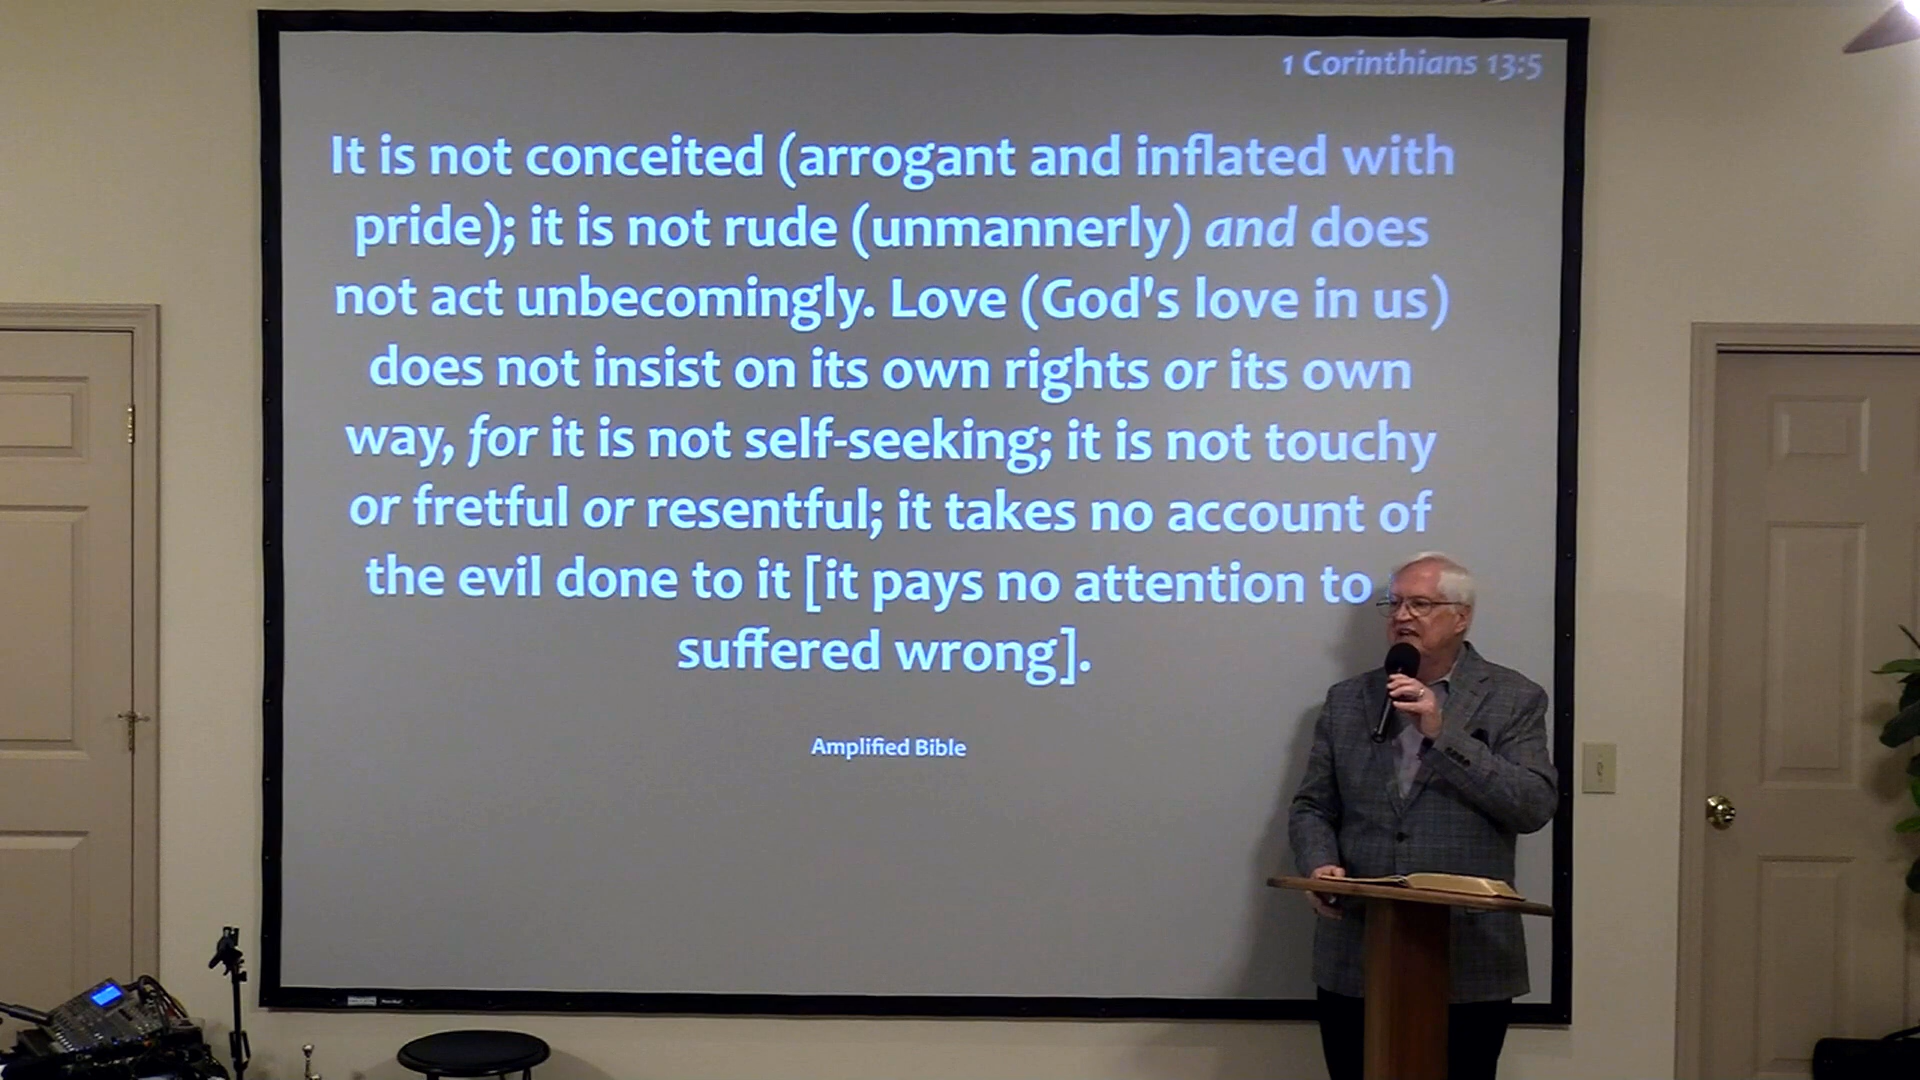 1 Corinthians 13:5
It is not conceited (arrogant and inflated with
pride); it is not rude (unmannerly) and does
not act unbecomingly. Love (God's love in us)
does not insist on its own rights or its own
way, for it is not self-seeking; it is not touchy
or fretful or resentful; it takes no account of
the evil done to it [it pays no attention to
suffered wrong].
Amplified Bible